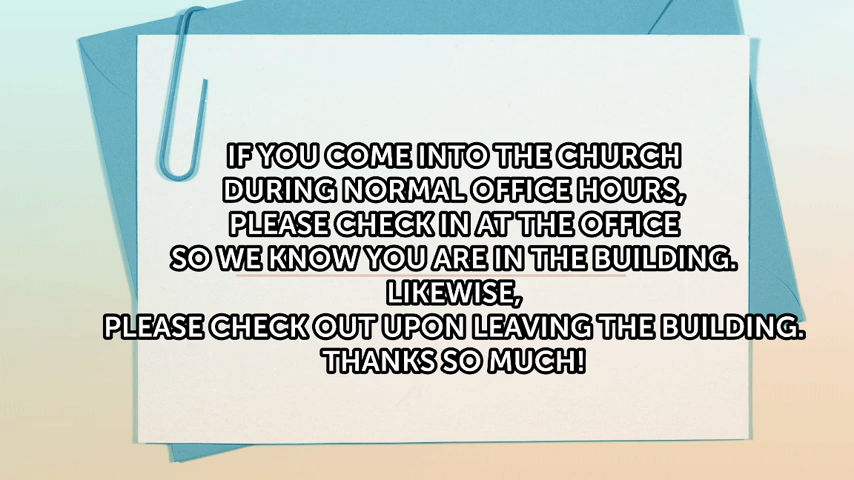 IF YOU COME INTO THE CHURCH
DURING NORMAL OFFICE HOURS,
PLEASE CHECK IN AT THE OFFICE
SO WE KNOW YOU ARE IN THE BUILDING.
LIKEWISE,
PLEASE CHECK OUT UPON LEAVING THE BUILDING.
THANKS SO MUCH!